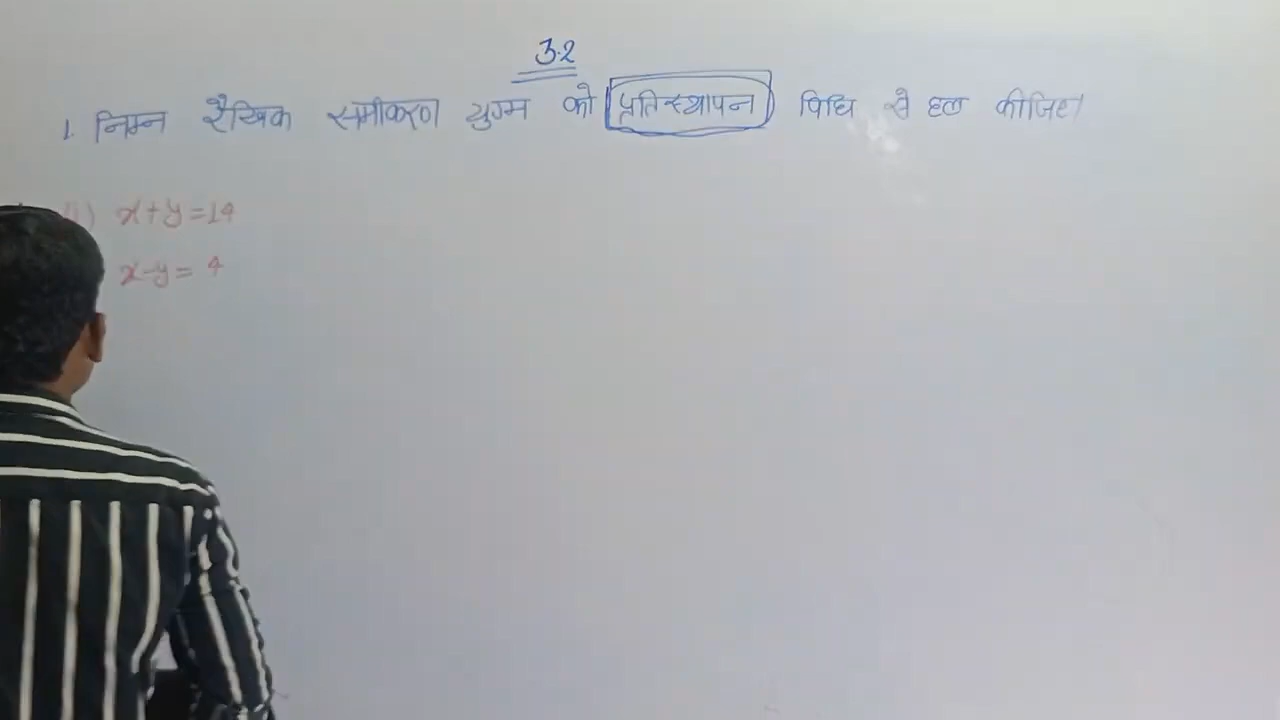 3.2
1. निम्न रैखिक समीकरण युग्म को प्रतिस्थापन विधि से हल कीजिए।
(i) x+y=14
x-y= 4